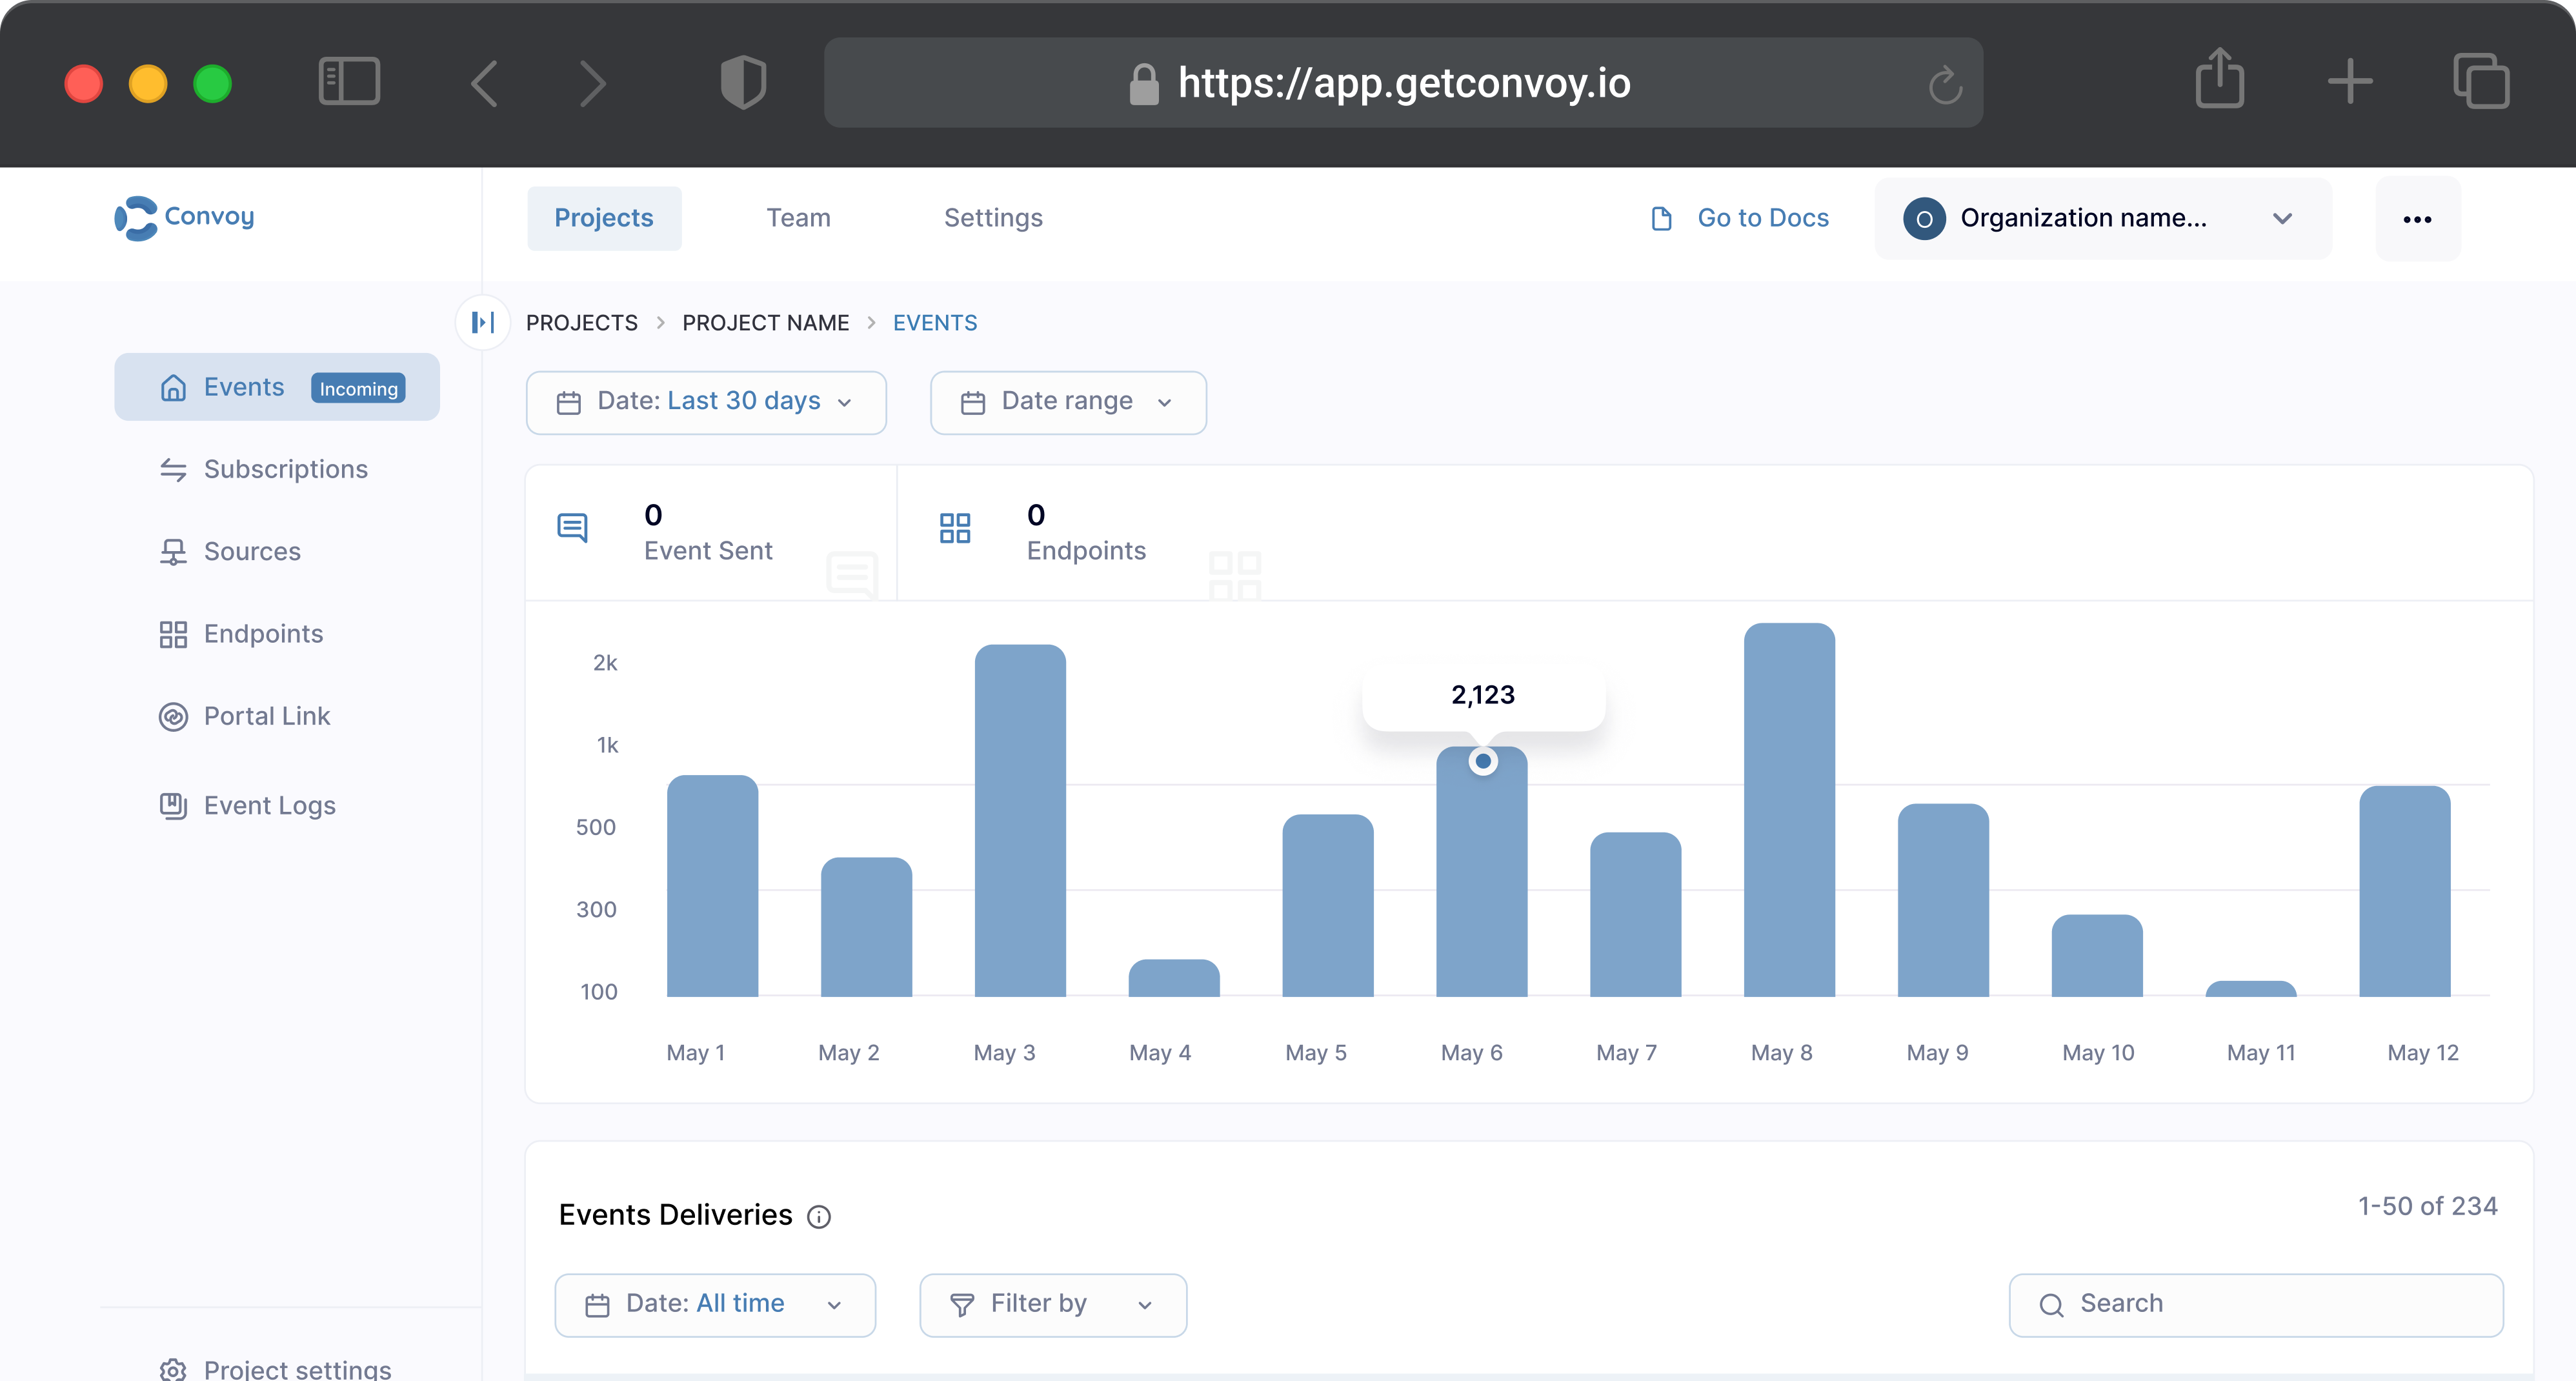 https://app.getconvoy.io
Convoy
Projects
Team
Settings
Go to Docs
O
Organization name...
PROJECTS > PROJECT NAME > EVENTS
Events
Incoming
Subscriptions
Sources
Endpoints
Portal Link
Event Logs
Project settings
Date: Last 30 days
Date range
0
Event Sent
0
Endpoints
2k
1k
500
300
100
2,123
May 1
May 2
May 3
May 4
May 5
May 6
May 7
May 8
May 9
May 10
May 11
May 12
Events Deliveries
1-50 of 234
Date: All time
Filter by
Search